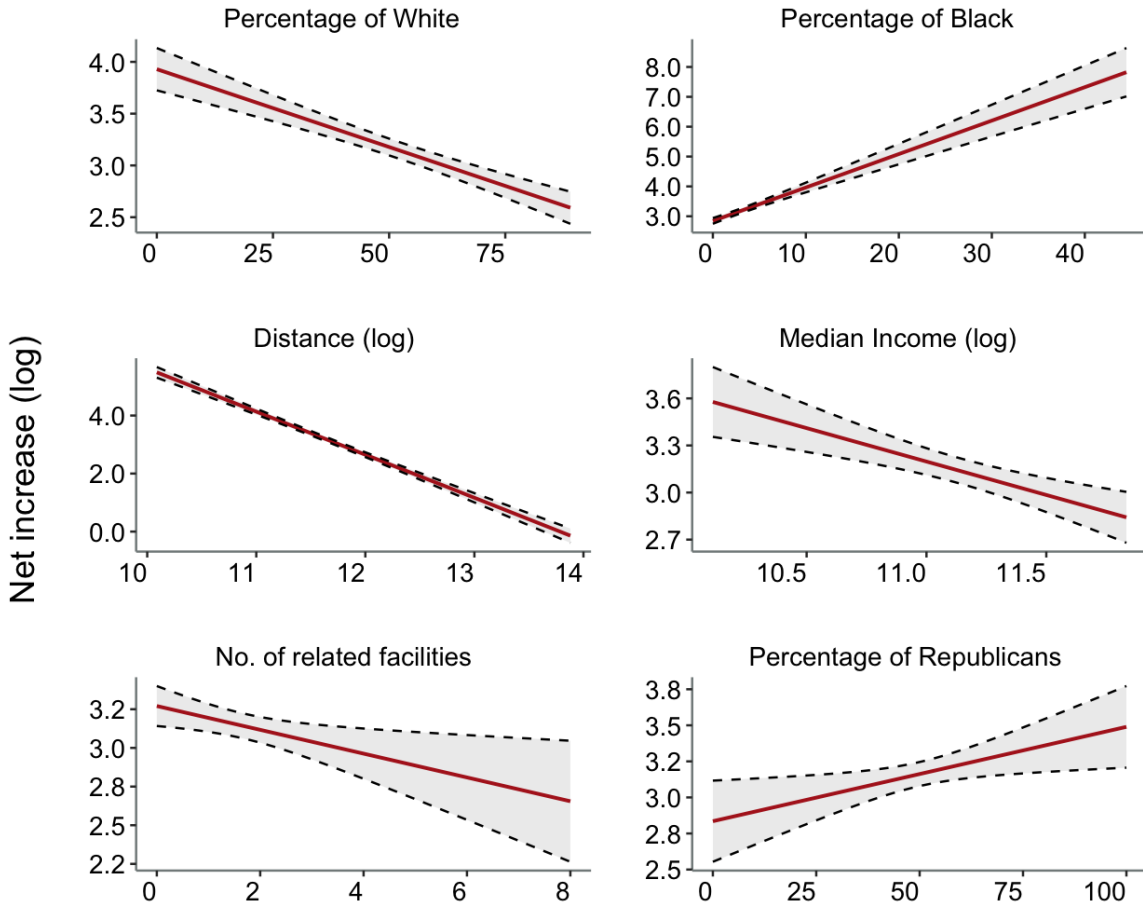 Net increase (log)
Percentage of White
4.0
3.5
3.0
2.5
0 25 50 75
Percentage of Black
8.0
7.0
6.0
5.0
4.0
3.0
0 10 20 30 40
Distance (log)
4.0
2.0
0.0
10 11 12 13 14
Median Income (log)
3.6
3.3
3.0
2.7
10.5 11.0 11.5
No. of related facilities
3.2
3.0
2.8
2.5
2.2
0 2 4 6 8
Percentage of Republicans
3.8
3.5
3.2
3.0
2.8
2.5
0 25 50 75 100